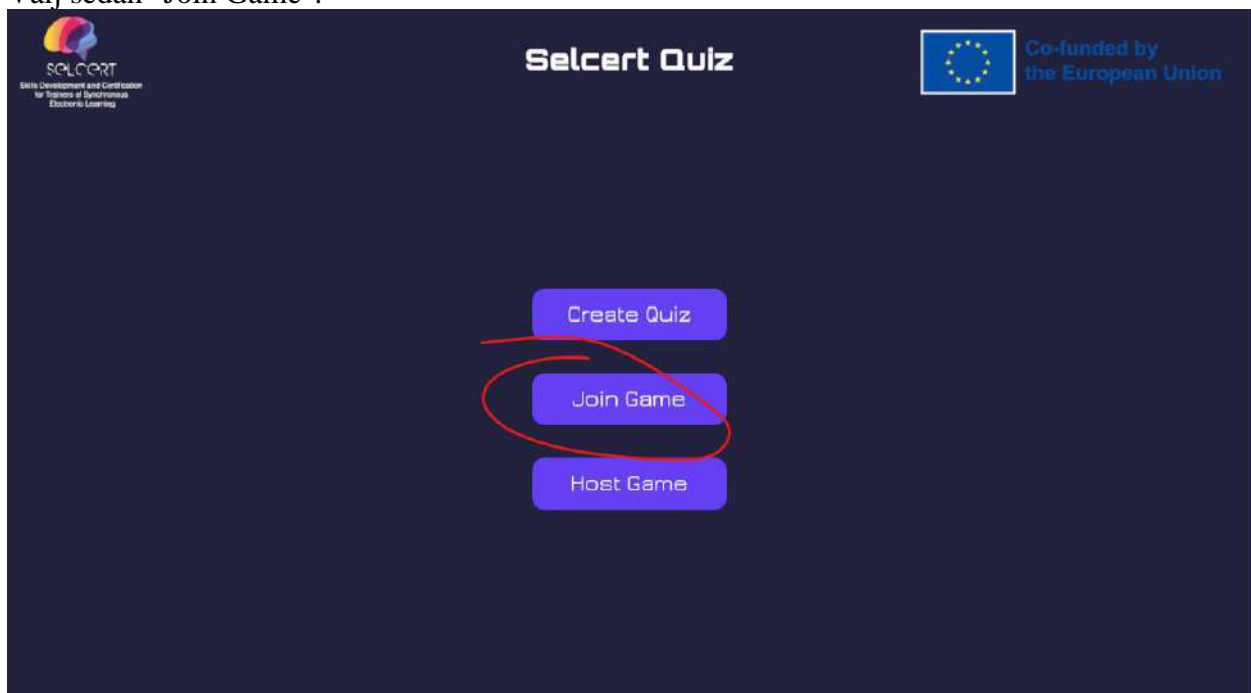 Välj sedan "Join Game".
SELCERT
Skills Development and Certification
for Trainers of Synchronous
Electronic Learning
Selcert Quiz
Co-funded by
the European Union
Create Quiz
Join Game
Host Game